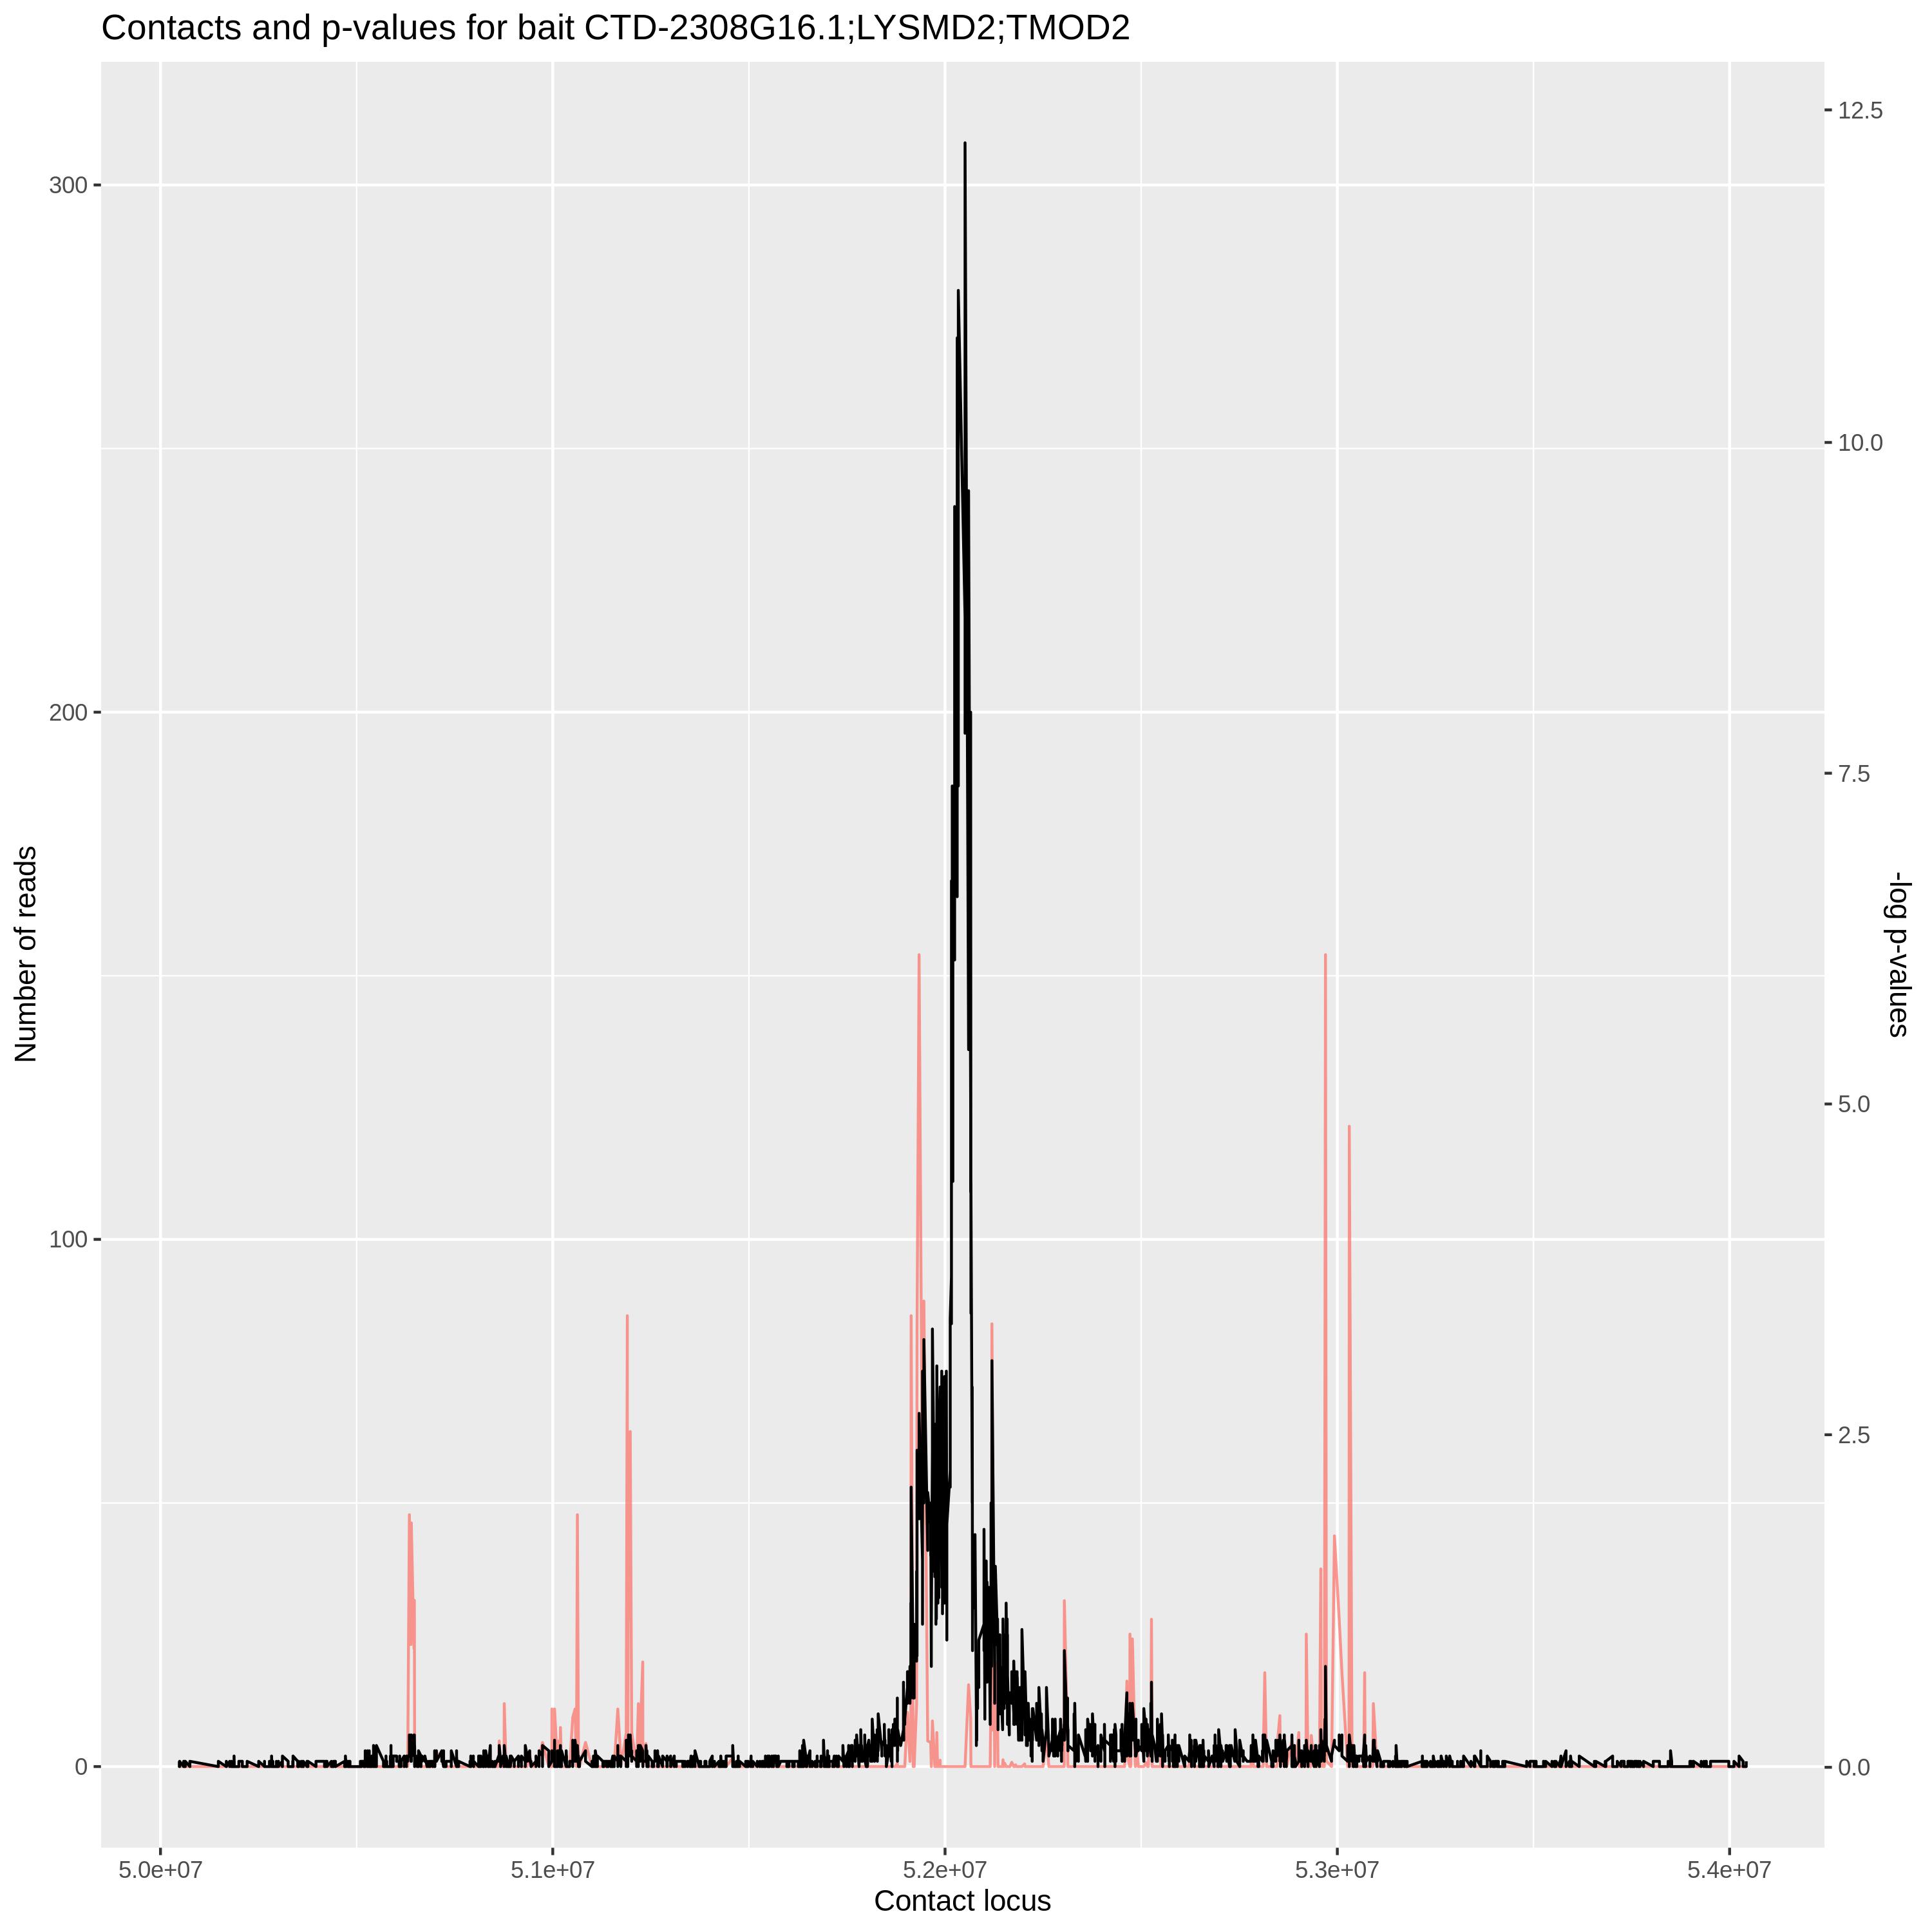 Contacts and p-values for bait CTD-2308G16.1;LYSMD2;TMOD2
Number of reads
300
200
100
0
12.5
10.0
7.5
5.0
2.5
0.0
-log p-values
5.0e+07
5.1e+07
5.2e+07
5.3e+07
5.4e+07
Contact locus